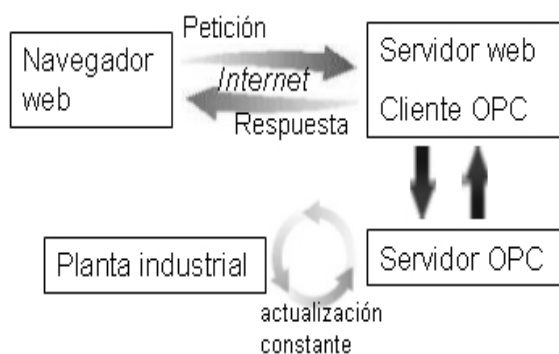 Petición
Navegador
web
Internet
Respuesta
Servidor web
Cliente OPC
Planta industrial
Servidor OPC
actualización
constante